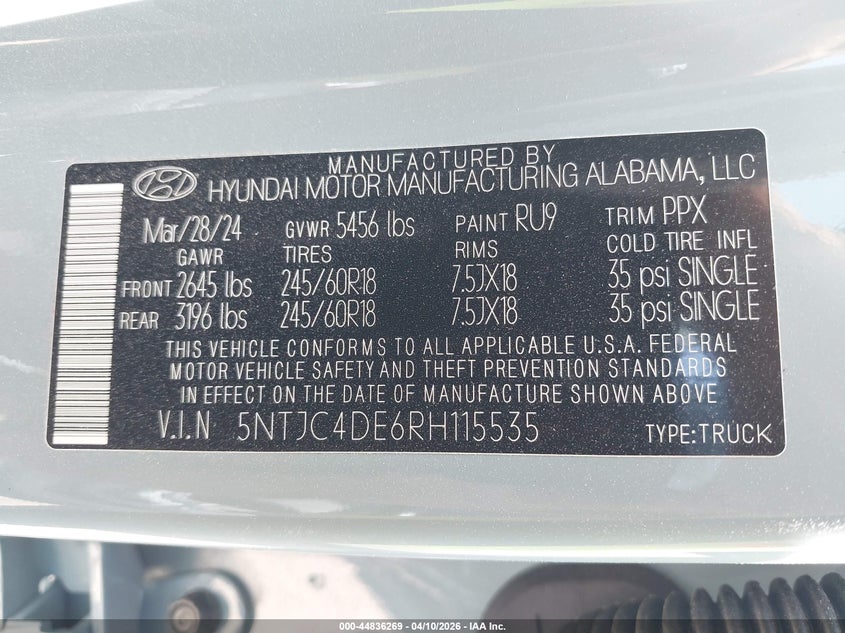 MANUFACTURED BY
HYUNDAI MOTOR MANUFACTURING ALABAMA, LLC
Mar/28/24 GVWR 5456 lbs PAINT RU9 TRIM PPX
GAWR TIRES RIMS COLD TIRE INFL
FRONT 2645 lbs 245/60R18 7.5JX18 35 psi SINGLE
REAR 3196 lbs 245/60R18 7.5JX18 35 psi SINGLE
THIS VEHICLE CONFORMS TO ALL APPLICABLE U.S.A. FEDERAL
MOTOR VEHICLE SAFETY AND THEFT PREVENTION STANDARDS
IN EFFECT ON THE DATE OF MANUFACTURE SHOWN ABOVE
V.I.N 5NTJC4DE6RH115535 TYPE:TRUCK
000-44836269 - 04/10/2026 - IAA Inc.